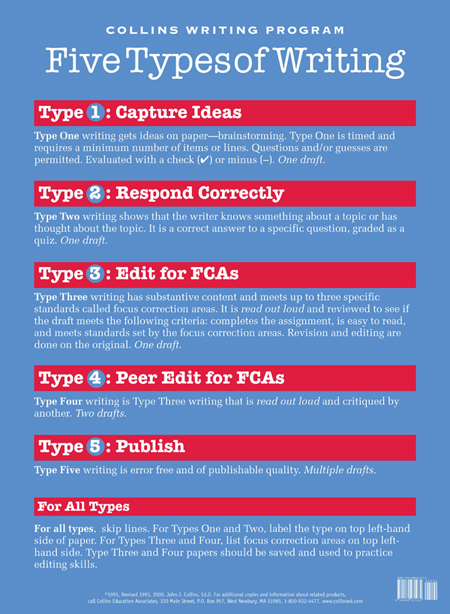 COLLINS WRITING PROGRAM
Five Types of Writing
Type 1: Capture Ideas
Type One writing gets ideas on paper—brainstorming. Type One is timed and
requires a minimum number of items or lines. Questions and/or guesses are
permitted. Evaluated with a check (✔) or minus (–). One draft.
Type 2: Respond Correctly
Type Two writing shows that the writer knows something about a topic or has
thought about the topic. It is a correct answer to a specific question, graded as a
quiz. One draft.
Type 3: Edit for FCAs
Type Three writing has substantive content and meets up to three specific
standards called focus correction areas. It is read out loud and reviewed to see if
the draft meets the following criteria: completes the assignment, is easy to read,
and meets standards set by the focus correction areas. Revision and editing are
done on the original. One draft.
Type 4: Peer Edit for FCAs
Type Four writing is Type Three writing that is read out loud and critiqued by
another. Two drafts.
Type 5: Publish
Type Five writing is error free and of publishable quality. Multiple drafts.
For All Types
For all types, skip lines. For Types One and Two, label the type on top left-hand
side of paper. For Types Three and Four, list focus correction areas on top left-
hand side. Type Three and Four papers should be saved and used to practice
editing skills.
1991, Revised 1993, 2000, John J. Collins, Ed.D. For additional copies and information about related products,
call Collins Education Associates, 320 Main Street, P.O. Box 957, West Newbury, MA 01985, 1-800-932-4477. www.collinsed.com